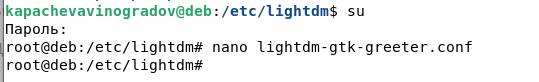 kapachevavinogradov@deb:/etc/lightdm$ su
Пароль:
root@deb:/etc/lightdm# nano lightdm-gtk-greeter.conf
root@deb:/etc/lightdm#